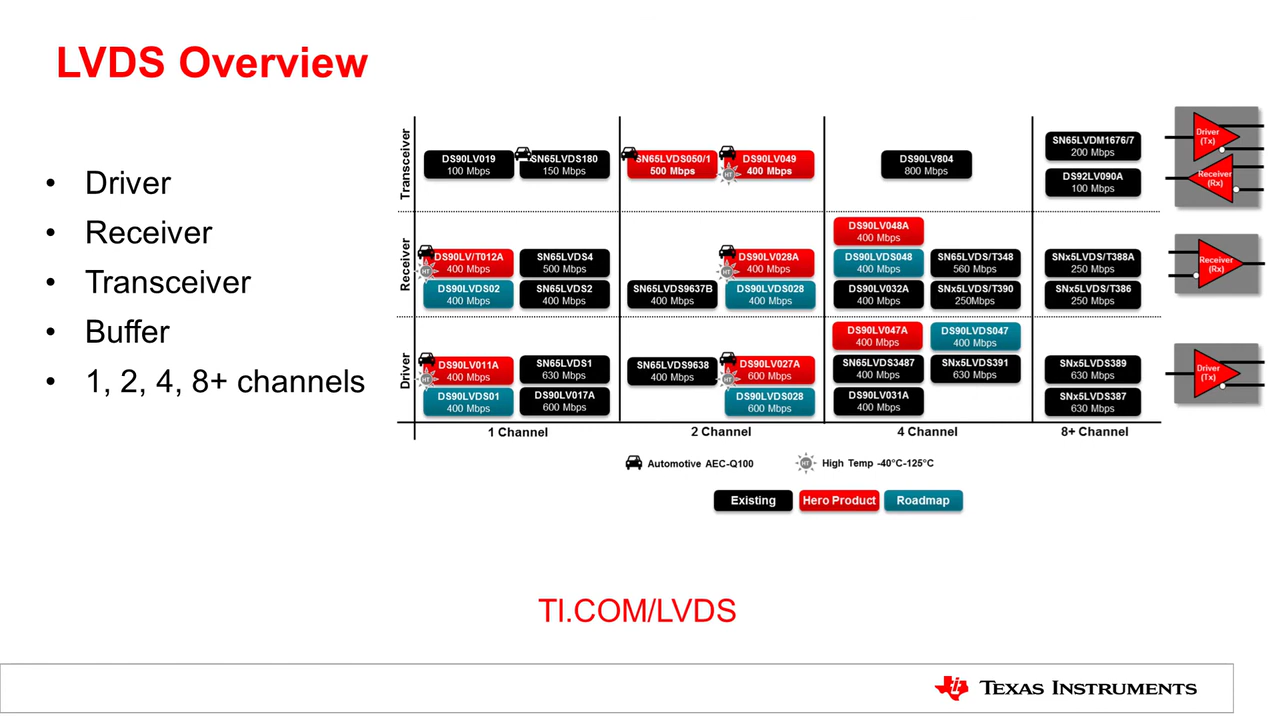 LVDS Overview
• Driver
• Receiver
• Transceiver
• Buffer
• 1, 2, 4, 8+ channels
Transceiver
DS90LV019
100 Mbps
SN65LVDS180
150 Mbps
SN65LVDS050/1
500 Mbps
DS90LV049
400 Mbps
HT
DS90LV804
800 Mbps
SN65LVDM1676/7
200 Mbps
DS92LV090A
100 Mbps
Driver
(Tx)
Receiver
(Rx)
Receiver
DS90LV/T012A
400 Mbps
HT
SN65LVDS4
500 Mbps
DS90LVDS02
400 Mbps
SN65LVDS2
400 Mbps
SN65LVDS9637B
400 Mbps
DS90LV028A
400 Mbps
HT
DS90LVDS028
400 Mbps
DS90LV048A
400 Mbps
DS90LVDS048
400 Mbps
SN65LVDS/T348
560 Mbps
DS90LV032A
400 Mbps
SNx5LVDS/T390
250Mbps
SNx5LVDS/T388A
250 Mbps
SNx5LVDS/T386
250 Mbps
Receiver
(Rx)
Driver
DS90LV011A
400 Mbps
HT
SN65LVDS1
630 Mbps
DS90LVDS01
400 Mbps
DS90LV017A
600 Mbps
SN65LVDS9638
400 Mbps
DS90LV027A
600 Mbps
HT
DS90LVDS028
600 Mbps
DS90LV047A
400 Mbps
DS90LVDS047
400 Mbps
SN65LVDS3487
400 Mbps
SNx5LVDS391
630 Mbps
DS90LV031A
400 Mbps
SNx5LVDS389
630 Mbps
SNx5LVDS387
630 Mbps
Driver
(Tx)
1 Channel
2 Channel
4 Channel
8+ Channel
Automotive AEC-Q100
HT
High Temp -40°C-125°C
Existing
Hero Product
Roadmap
TI.COM/LVDS
TEXAS INSTRUMENTS